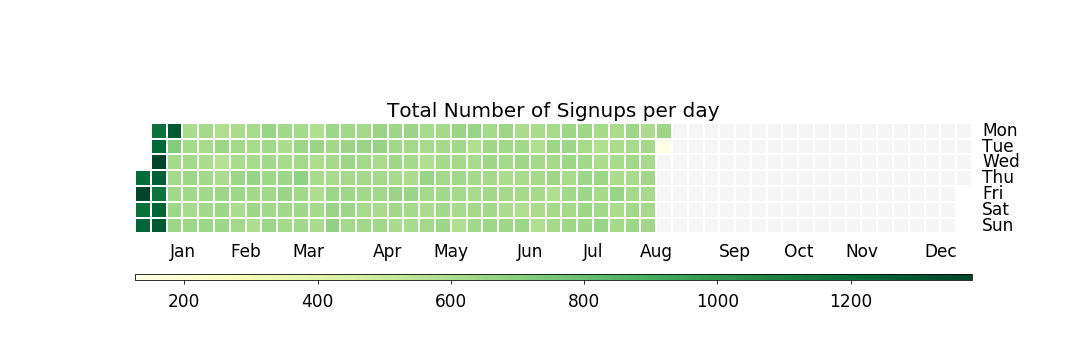 Total Number of Signups per day
Mon
Tue
Wed
Thu
Fri
Sat
Sun
Jan Feb Mar Apr May Jun Jul Aug Sep Oct Nov Dec
200 400 600 800 1000 1200